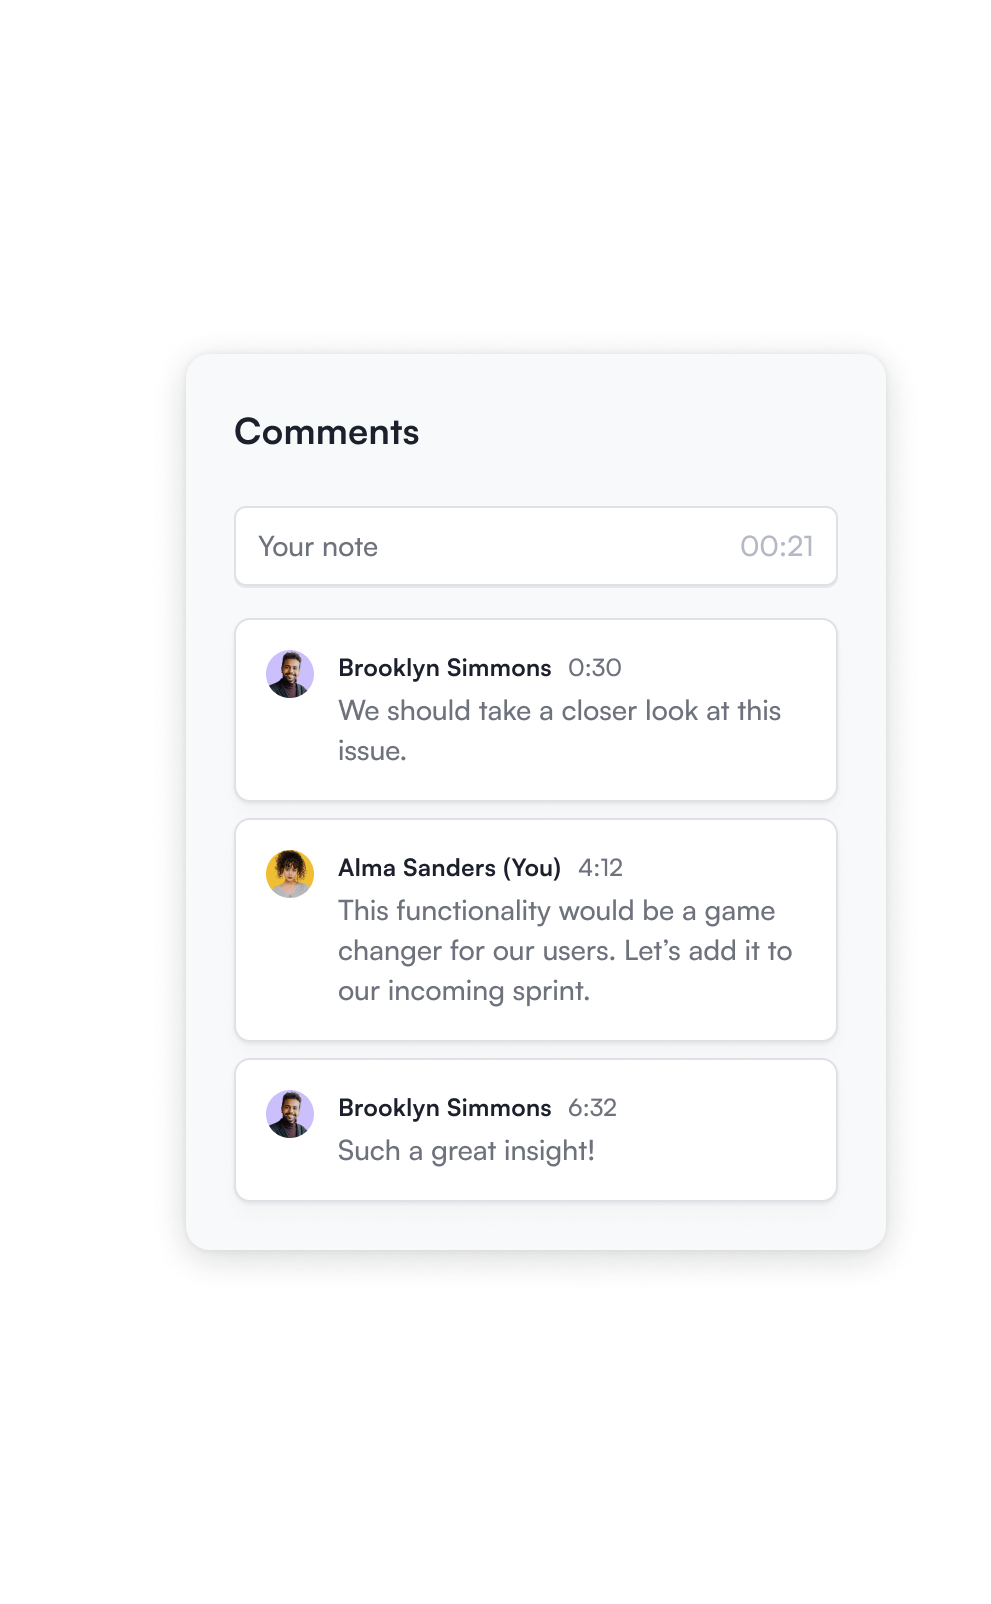 Comments
Your note 00:21
Brooklyn Simmons 0:30
We should take a closer look at this
issue.
Alma Sanders (You) 4:12
This functionality would be a game
changer for our users. Let’s add it to
our incoming sprint.
Brooklyn Simmons 6:32
Such a great insight!